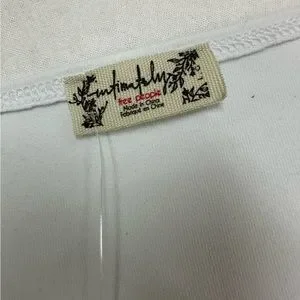 intimately
free people
Made in China
Fabriqué en Chine